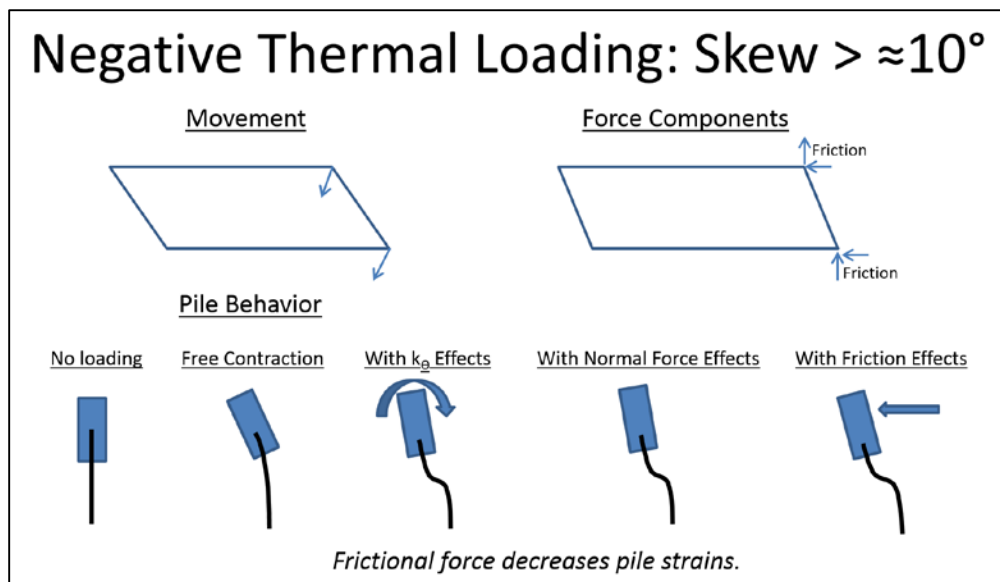 Negative Thermal Loading: Skew > ≈10°
Movement
Force Components
Friction
Friction
Pile Behavior
No loading
Free Contraction
With kθ Effects
With Normal Force Effects
With Friction Effects
Frictional force decreases pile strains.